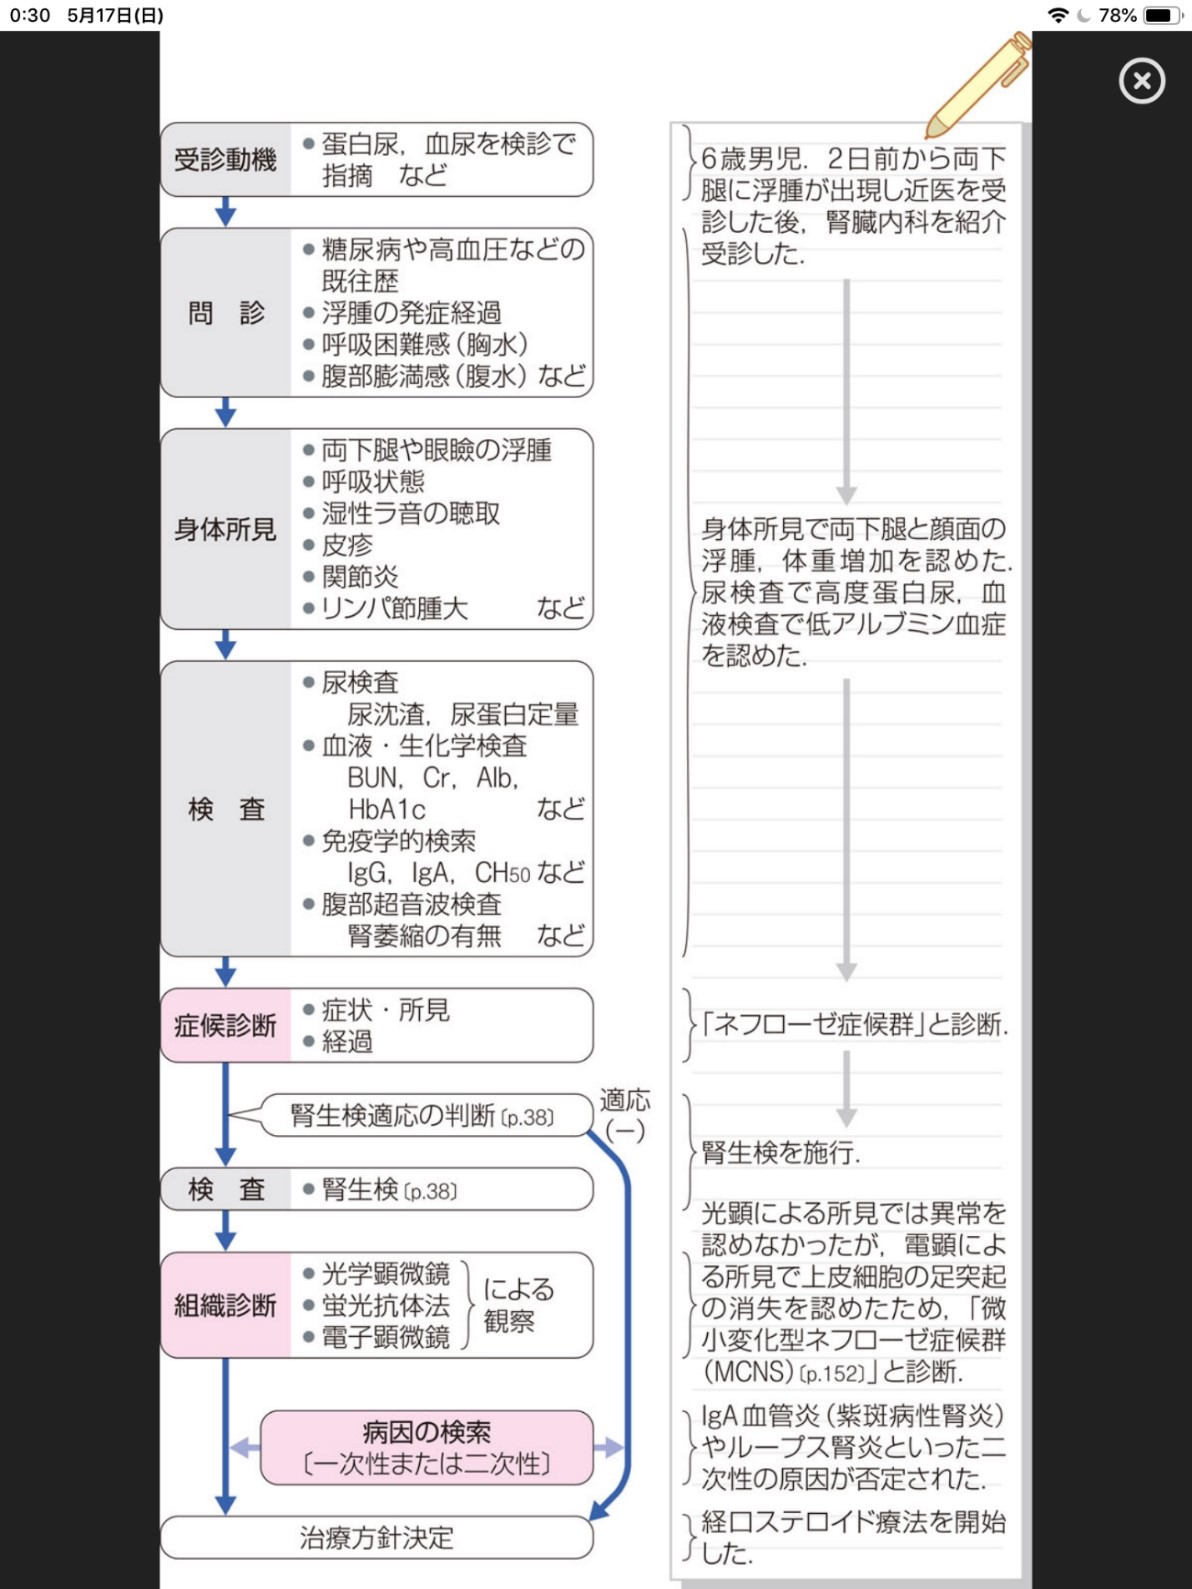 0:30 5月17日(日)
78%
受診動機
● 蛋白尿，血尿を検診で
指摘 など
問 診
● 糖尿病や高血圧などの
既往歴
● 浮腫の発症経過
● 呼吸困難感（胸水）
● 腹部膨満感（腹水）など
身体所見
● 両下腿や眼瞼の浮腫
● 呼吸状態
● 湿性ラ音の聴取
● 皮疹
● 関節炎
● リンパ節腫大 など
検 査
● 尿検査
尿沈渣，尿蛋白定量
● 血液・生化学検査
BUN，Cr，Alb，
HbA1c など
● 免疫学的検索
IgG，IgA，CH50 など
● 腹部超音波検査
腎萎縮の有無 など
症候診断
● 症状・所見
● 経過
腎生検適応の判断〔p.38〕
適応
（－）
検 査
● 腎生検〔p.38〕
組織診断
● 光学顕微鏡
● 蛍光抗体法
● 電子顕微鏡
による
観察
病因の検索
〔一次性または二次性〕
治療方針決定
6歳男児．2日前から両下
腿に浮腫が出現し近医を受
診した後，腎臓内科を紹介
受診した．
身体所見で両下腿と顔面の
浮腫，体重増加を認めた．
尿検査で高度蛋白尿，血
液検査で低アルブミン血症
を認めた．
「ネフローゼ症候群」と診断．
腎生検を施行．
光顕による所見では異常を
認めなかったが，電顕によ
る所見で上皮細胞の足突起
の消失を認めたため，「微
小変化型ネフローゼ症候群
（MCNS）〔p.152〕」と診断．
IgA血管炎（紫斑病性腎炎）
やループス腎炎といった二
次性の原因が否定された．
経口ステロイド療法を開始
した．